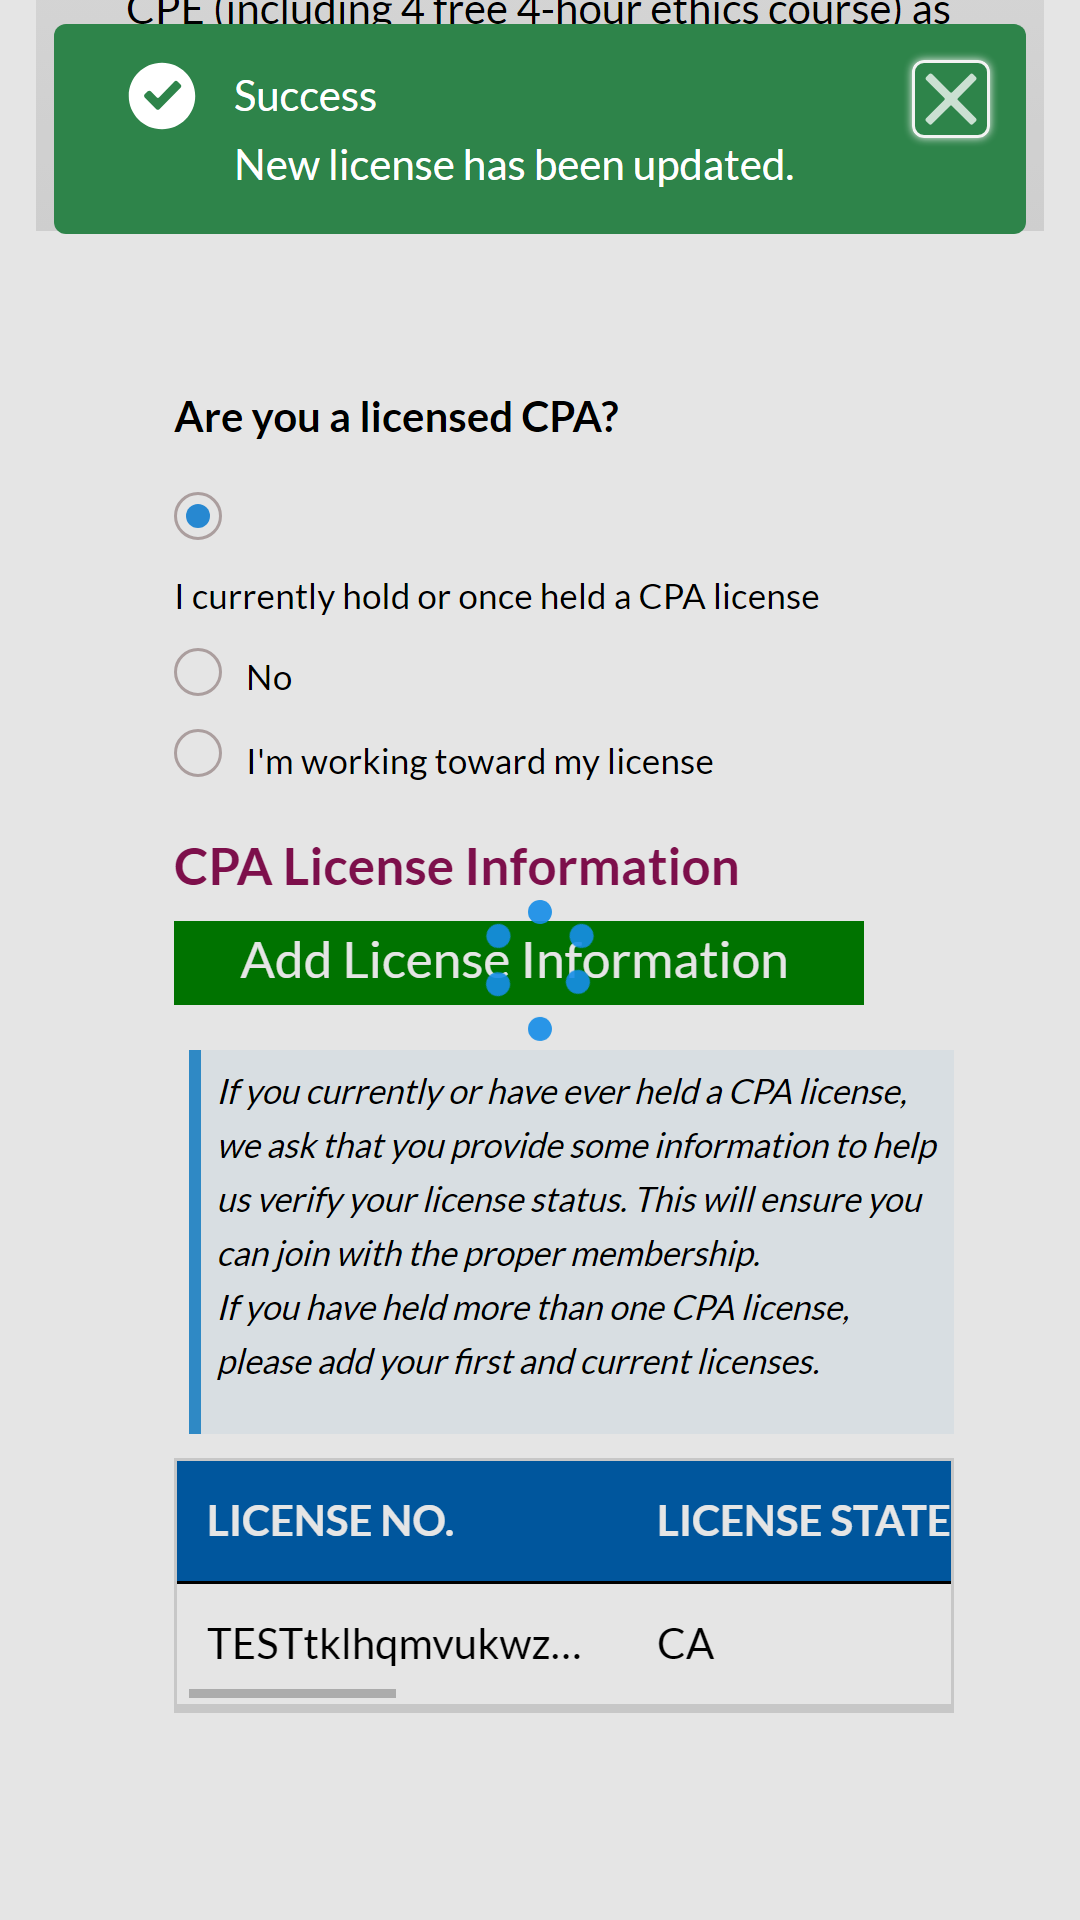 CPE (including 4 free 4-hour ethics course) as
Success
New license has been updated.
Are you a licensed CPA?
I currently hold or once held a CPA license
No
I'm working toward my license
CPA License Information
Add License Information
If you currently or have ever held a CPA license,
we ask that you provide some information to help
us verify your license status. This will ensure you
can join with the proper membership.
If you have held more than one CPA license,
please add your first and current licenses.
LICENSE NO. LICENSE STATE
TESTtklhqmvukwz... CA